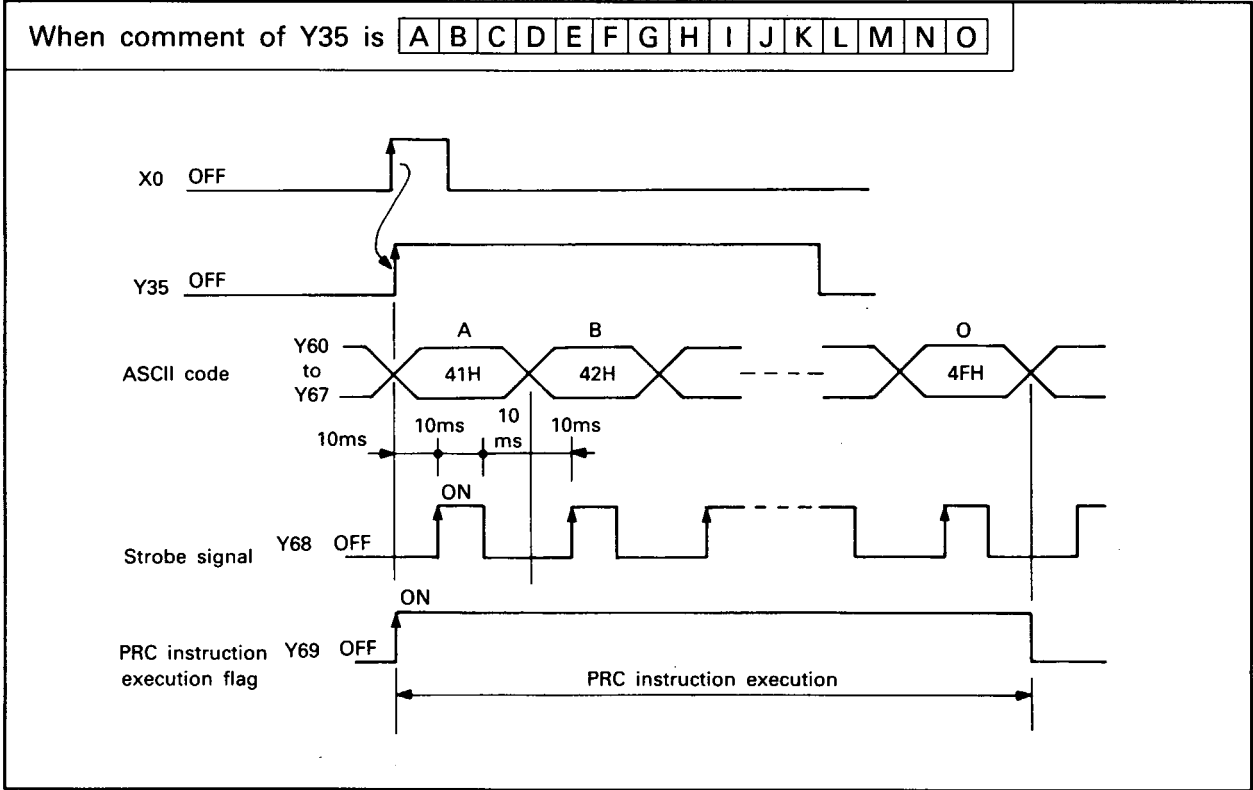 When comment of Y35 is A B C D E F G H I J K L M N O
X0 OFF
Y35 OFF
A B O
ASCII code Y60 to Y67 41H 42H 4FH
10ms 10ms 10 ms 10ms
ON
Strobe signal Y68 OFF
ON
PRC instruction execution flag Y69 OFF
PRC instruction execution